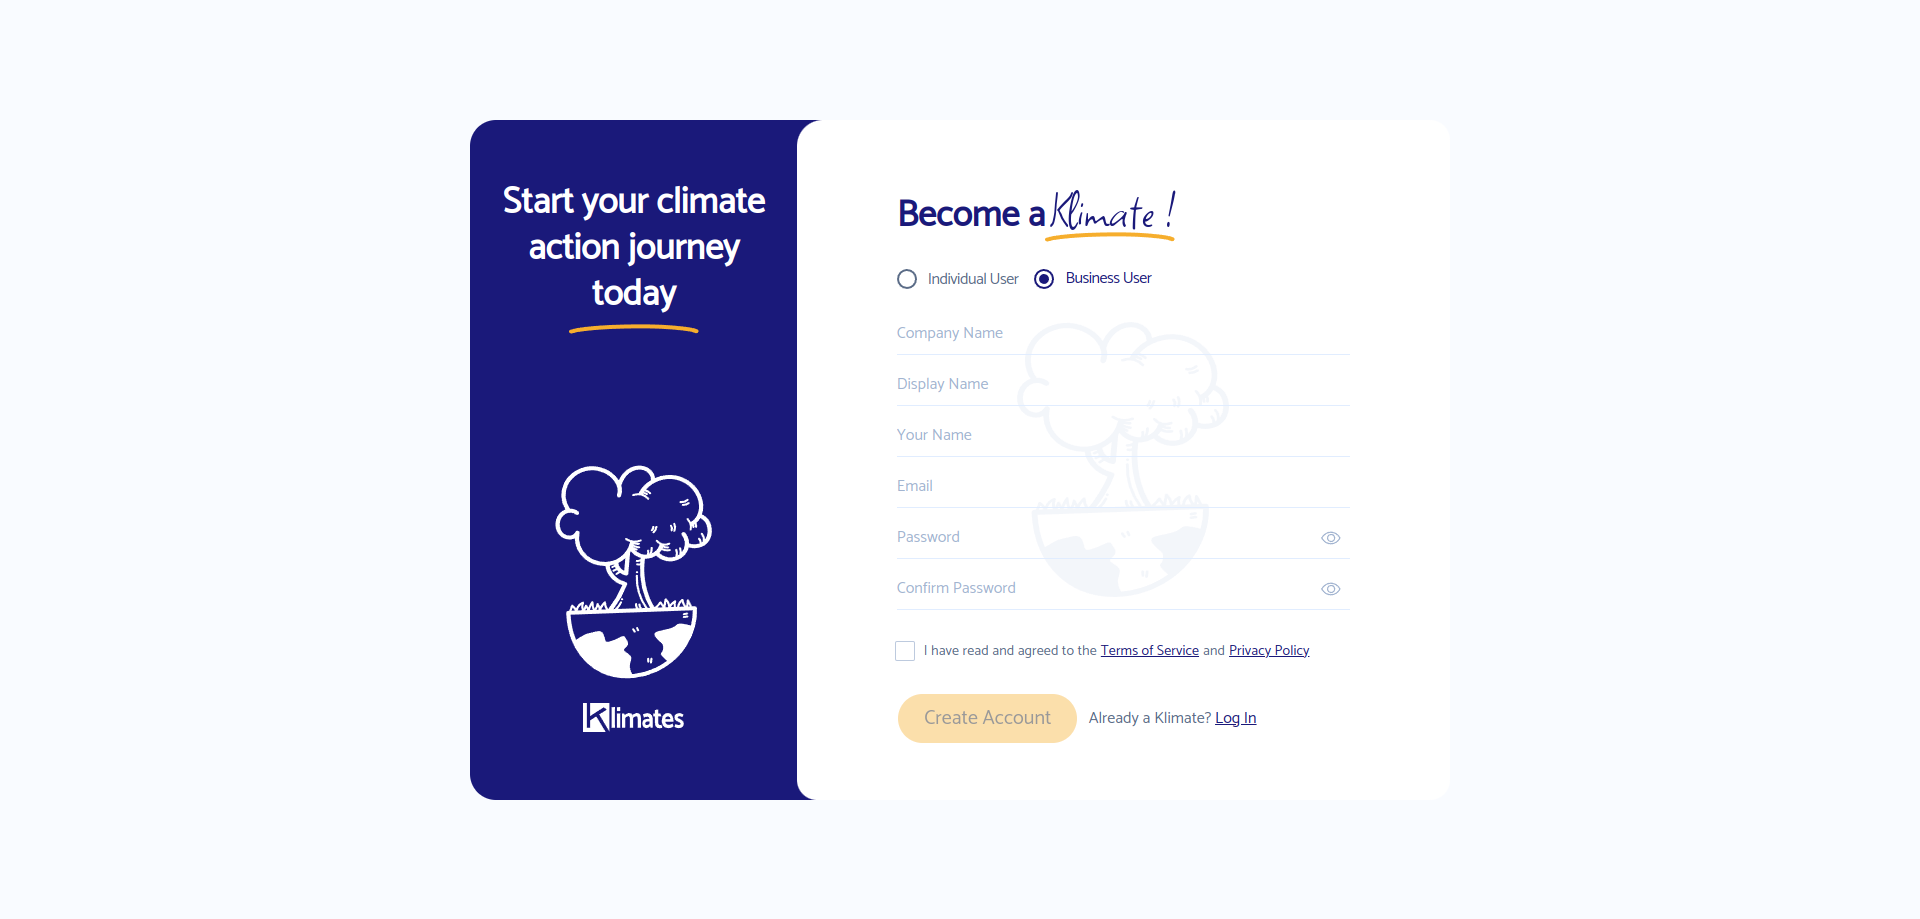 Start your climate
action journey
today
Klimates
Become a Klimate !
Individual User
Business User
Company Name
Display Name
Your Name
Email
Password
Confirm Password
I have read and agreed to the Terms of Service and Privacy Policy
Create Account
Already a Klimate? Log In